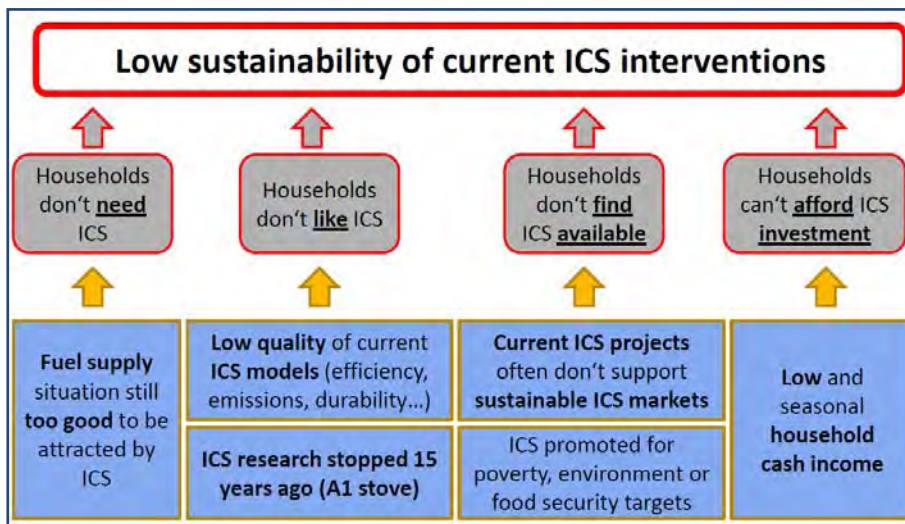 Low sustainability of current ICS interventions
Households
don‘t need
ICS
Households
don‘t like ICS
Households
don‘t find
ICS available
Households
can‘t afford ICS
investment
Fuel supply
situation still
too good to be
attracted by
ICS
Low quality of current
ICS models (efficiency,
emissions, durability...)
ICS research stopped 15
years ago (A1 stove)
Current ICS projects
often don‘t support
sustainable ICS markets
ICS promoted for
poverty, environment or
food security targets
Low and
seasonal
household
cash income